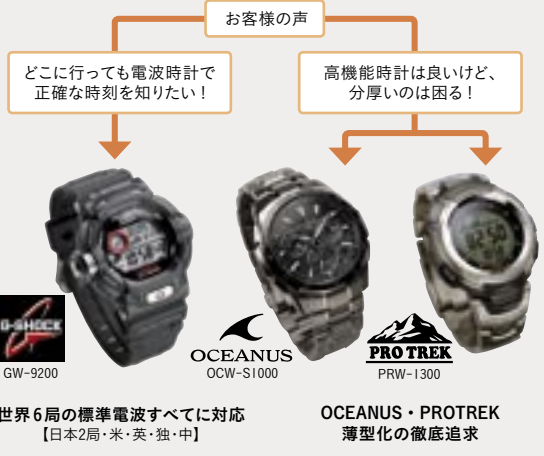 お客様の声
どこに行っても電波時計で
正確な時刻を知りたい！
高機能時計は良いけど、
分厚いのは困る！
G-SHOCK
GW-9200
OCEANUS
OCW-S1000
PRO TREK
PRW-1300
世界6局の標準電波すべてに対応
【日本2局・米・英・独・中】
OCEANUS・PROTREK
薄型化の徹底追求